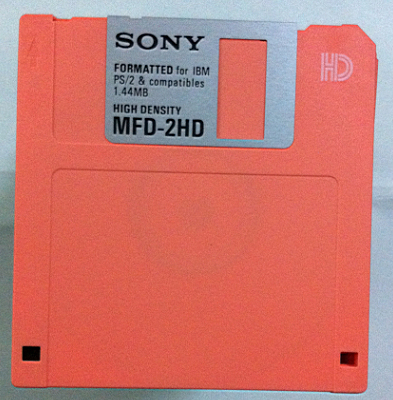 SONY
FORMATTED for IBM
PS/2 & compatibles
1.44MB
HIGH DENSITY
MFD-2HD
HD